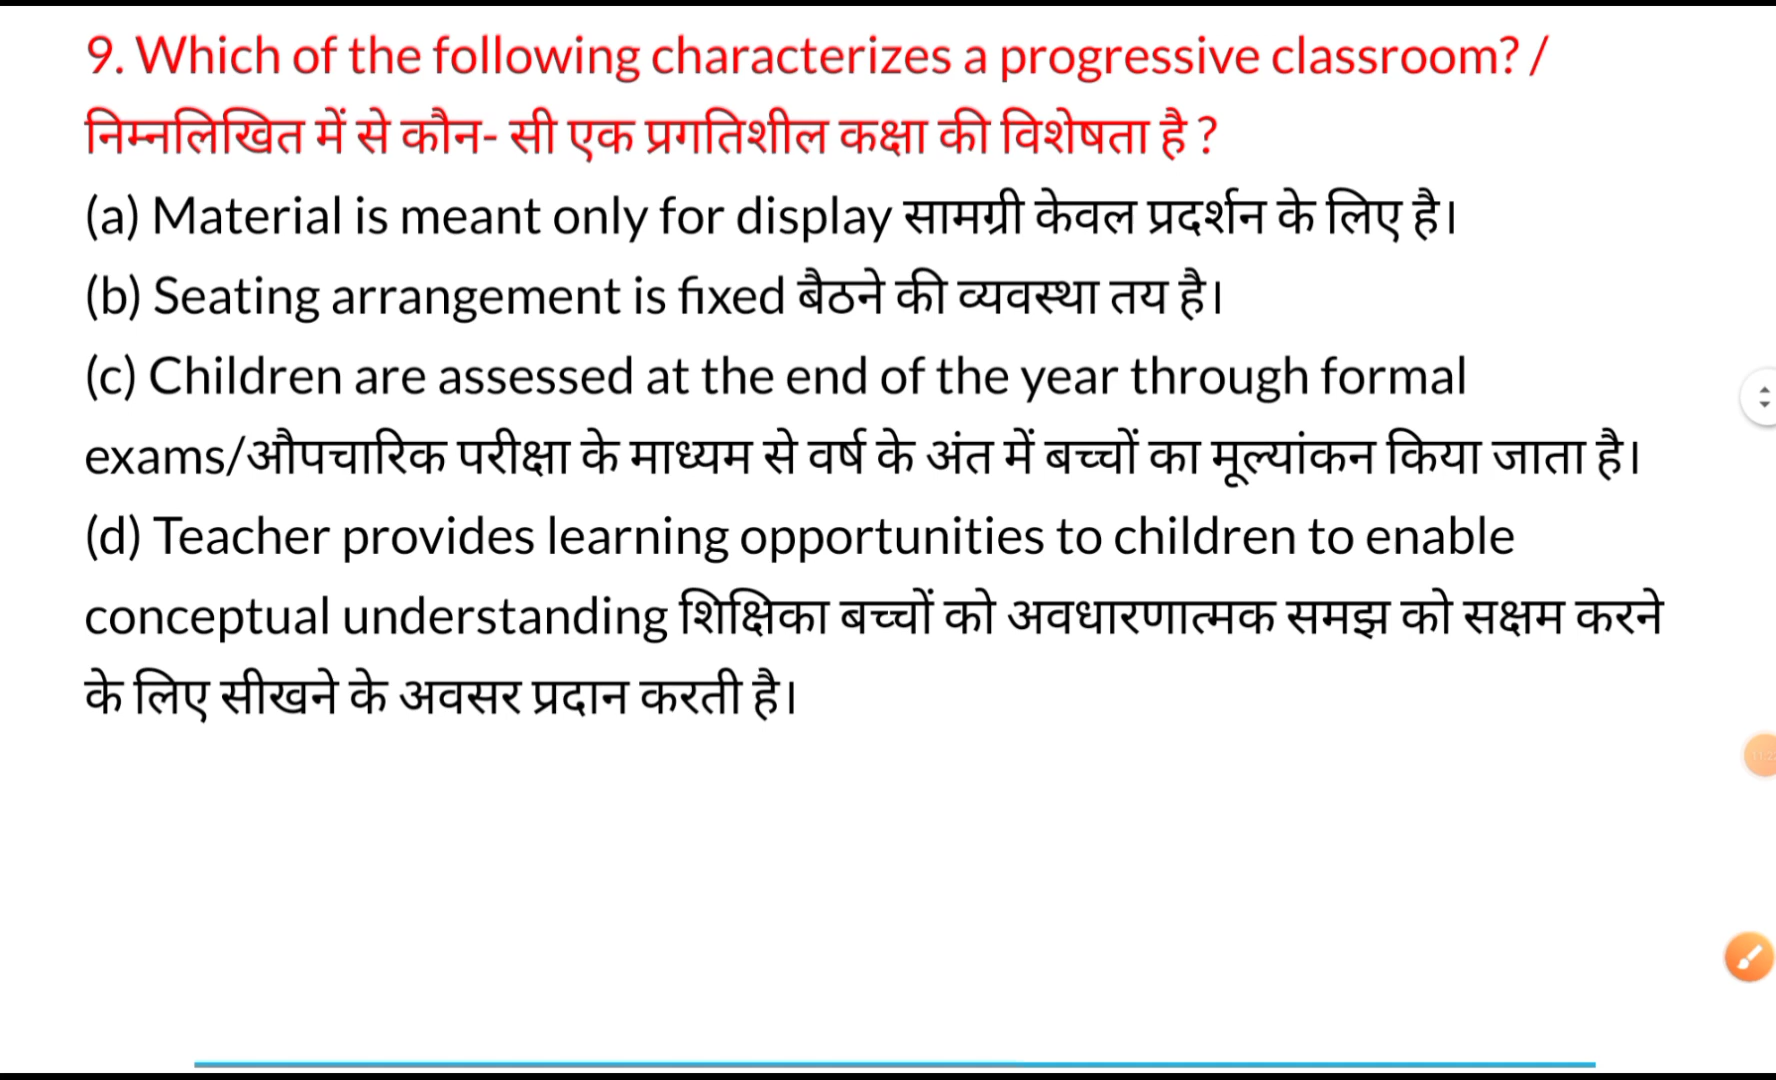 9. Which of the following characterizes a progressive classroom? /
निम्नलिखित में से कौन- सी एक प्रगतिशील कक्षा की विशेषता है ?
(a) Material is meant only for display सामग्री केवल प्रदर्शन के लिए है।
(b) Seating arrangement is fixed बैठने की व्यवस्था तय है।
(c) Children are assessed at the end of the year through formal
exams/औपचारिक परीक्षा के माध्यम से वर्ष के अंत में बच्चों का मूल्यांकन किया जाता है।
(d) Teacher provides learning opportunities to children to enable
conceptual understanding शिक्षिका बच्चों को अवधारणात्मक समझ को सक्षम करने
के लिए सीखने के अवसर प्रदान करती है।